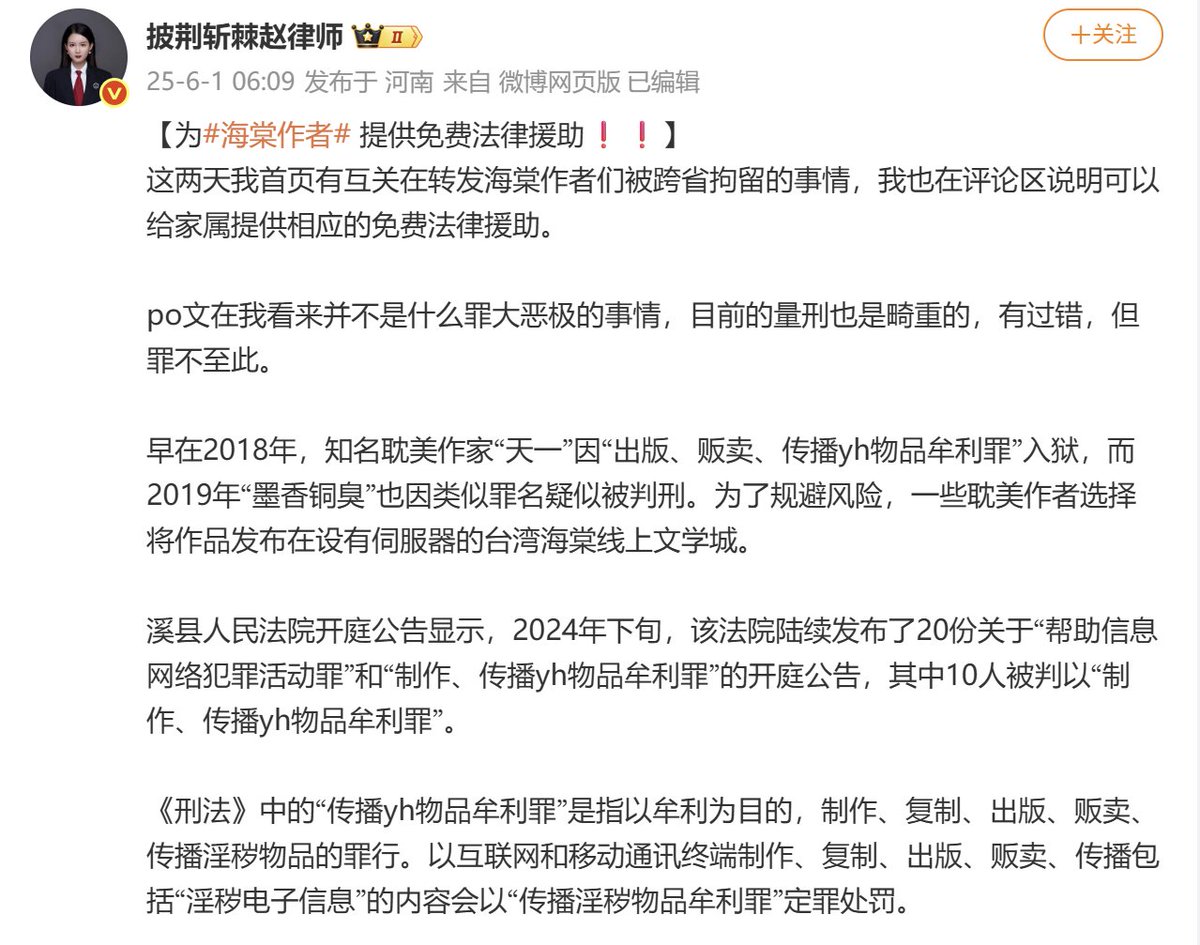 披荆斩棘赵律师 II
+关注
25-6-1 06:09 发布于 河南 来自 微博网页版 已编辑
【为#海棠作者# 提供免费法律援助❗❗】
这两天我首页有互关在转发海棠作者们被跨省拘留的事情，我也在评论区说明可以
给家属提供相应的免费法律援助。
po文在我看来并不是什么罪大恶极的事情，目前的量刑也是畸重的，有过错，但
罪不至此。
早在2018年，知名耽美作家“天一”因“出版、贩卖、传播yh物品牟利罪”入狱，而
2019年“墨香铜臭”也因类似罪名疑似被判刑。为了规避风险，一些耽美作者选择
将作品发布在设有伺服器的台湾海棠线上文学城。
溪县人民法院开庭公告显示，2024年下旬，该法院陆续发布了20份关于“帮助信息
网络犯罪活动罪”和“制作、传播yh物品牟利罪”的开庭公告，其中10人被判以“制
作、传播yh物品牟利罪”。
《刑法》中的“传播yh物品牟利罪”是指以牟利为目的，制作、复制、出版、贩卖、
传播淫秽物品的罪行。以互联网和移动通讯终端制作、复制、出版、贩卖、传播包
括“淫秽电子信息”的内容会以“传播淫秽物品牟利罪”定罪处罚。